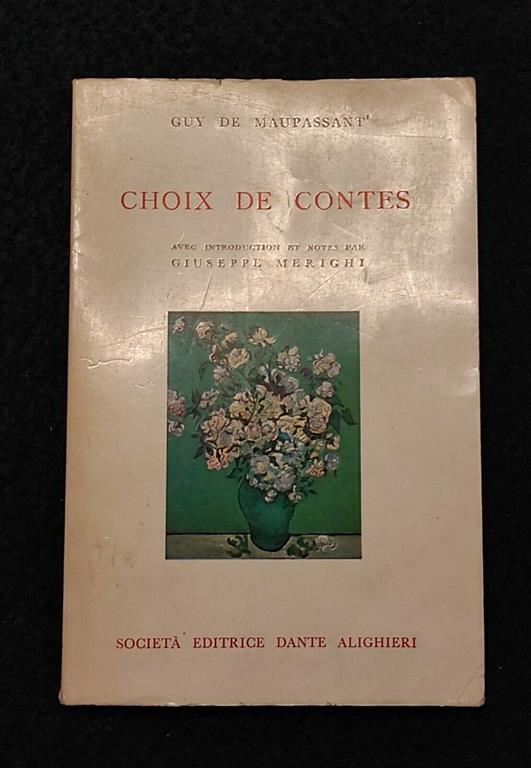 GUY DE MAUPASSANT
CHOIX DE CONTES
AVEC INTRODUCTION ET NOTES PAR
GIUSEPPE MERIGHI
SOCIETÀ EDITRICE DANTE ALIGHIERI